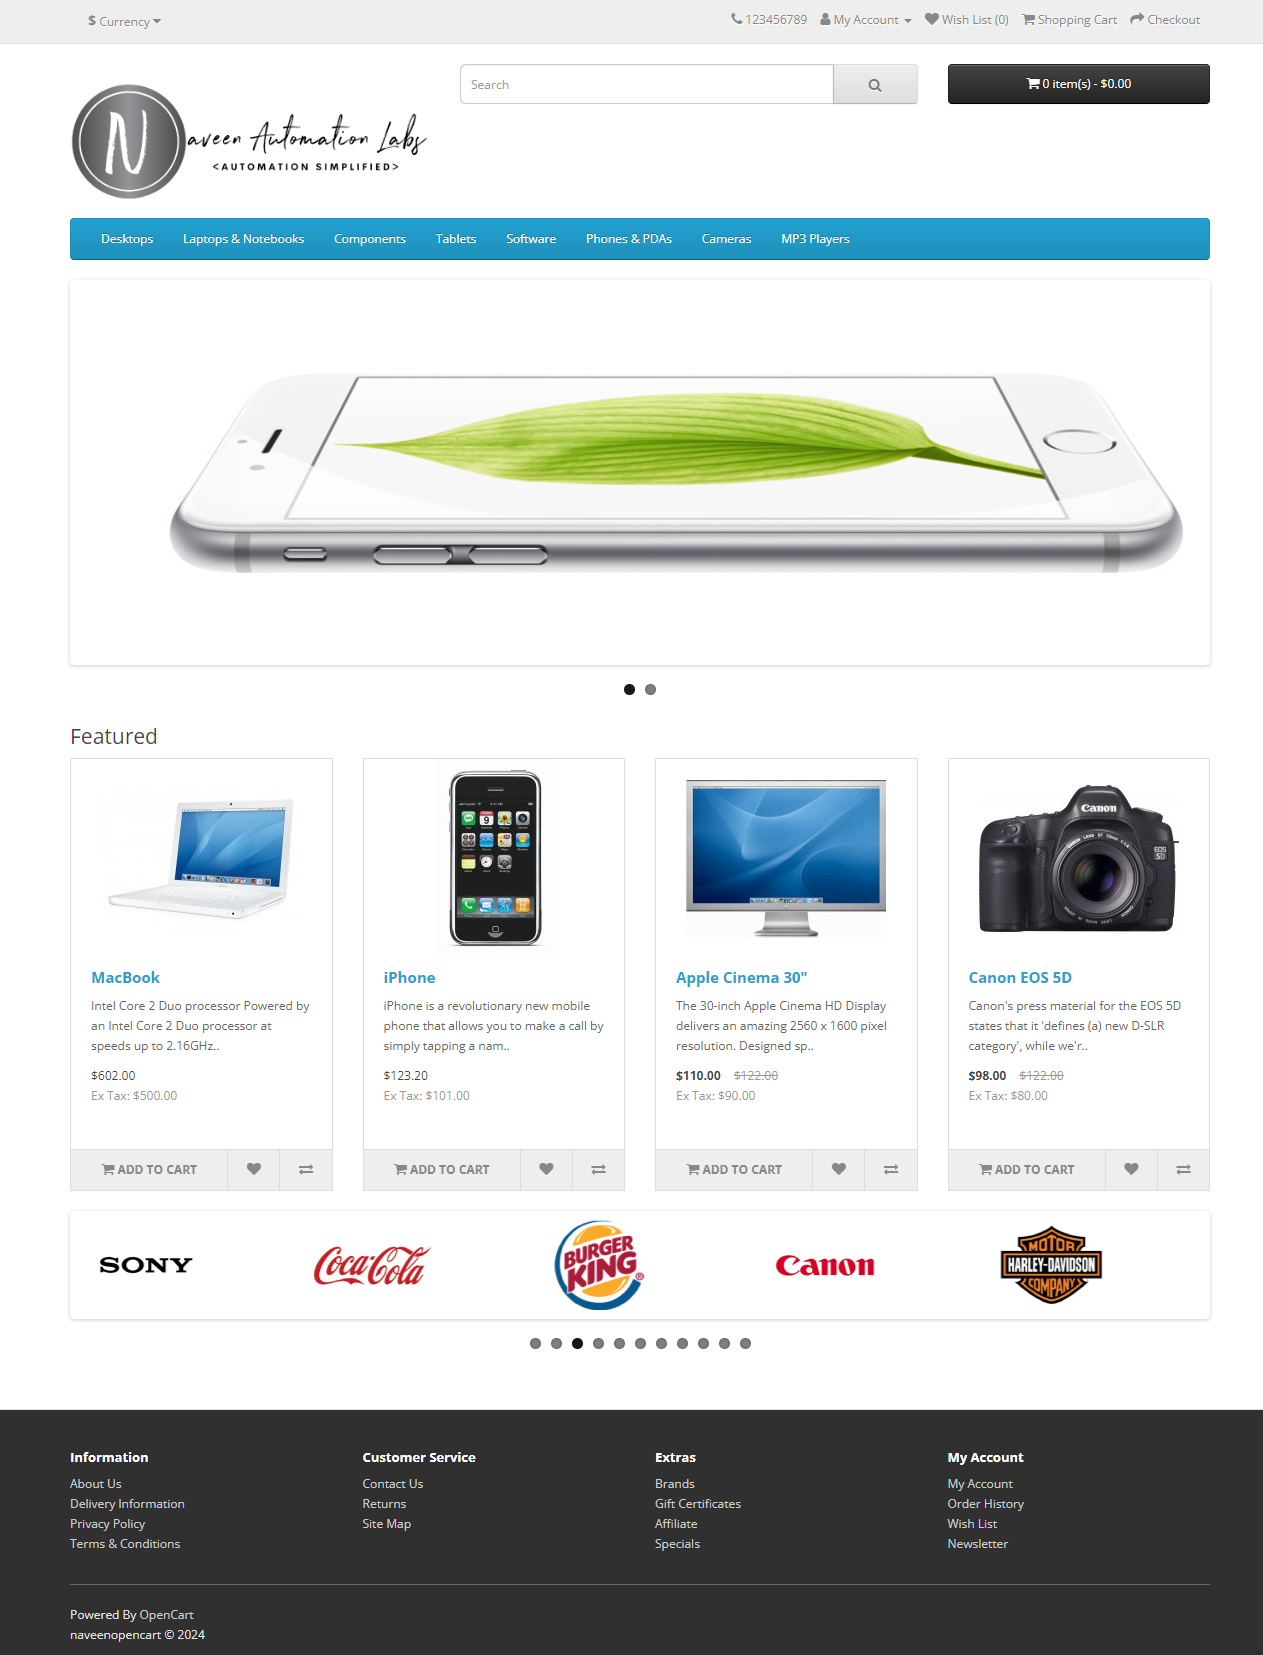 $ Currency
123456789 My Account Wish List (0) Shopping Cart Checkout
Search
0 item(s) - $0.00
N
aveen Automation Labs
<AUTOMATION SIMPLIFIED>
Desktops Laptops & Notebooks Components Tablets Software Phones & PDAs Cameras MP3 Players
Featured
Canon
EOS
5D
MacBook
Intel Core 2 Duo processor Powered by
an Intel Core 2 Duo processor at
speeds up to 2.16GHz..
$602.00
Ex Tax: $500.00
ADD TO CART
iPhone
iPhone is a revolutionary new mobile
phone that allows you to make a call by
simply tapping a nam..
$123.20
Ex Tax: $101.00
ADD TO CART
Apple Cinema 30"
The 30-inch Apple Cinema HD Display
delivers an amazing 2560 x 1600 pixel
resolution. Designed sp..
$110.00 $122.00
Ex Tax: $90.00
ADD TO CART
Canon EOS 5D
Canon's press material for the EOS 5D
states that it 'defines (a) new D-SLR
category', while we'r..
$98.00 $122.00
Ex Tax: $80.00
ADD TO CART
SONY
Coca-Cola
BURGER
KING
®
Canon
MOTOR
HARLEY-DAVIDSON
COMPANY
Information
About Us
Delivery Information
Privacy Policy
Terms & Conditions
Customer Service
Contact Us
Returns
Site Map
Extras
Brands
Gift Certificates
Affiliate
Specials
My Account
My Account
Order History
Wish List
Newsletter
Powered By OpenCart
naveenopencart © 2024